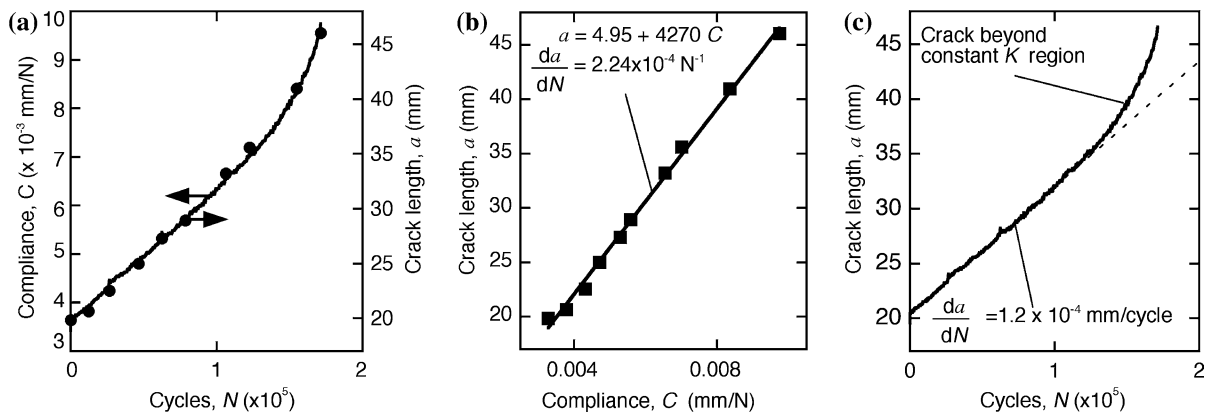 (a)
Compliance, C (x 10⁻³ mm/N)
10
9
8
7
6
5
4
3
0
1
2
Cycles, N (x10⁵)
45
40
35
30
25
20
Crack length, a (mm)
(b)
a = 4.95 + 4270 C
da/dN = 2.24x10⁻⁴ N⁻¹
Crack length, a (mm)
45
40
35
30
25
20
0.004
0.008
Compliance, C (mm/N)
(c)
Crack beyond
constant K region
Crack length, a (mm)
45
40
35
30
25
20
da/dN =1.2 x 10⁻⁴ mm/cycle
0
1
2
Cycles, N (x10⁵)